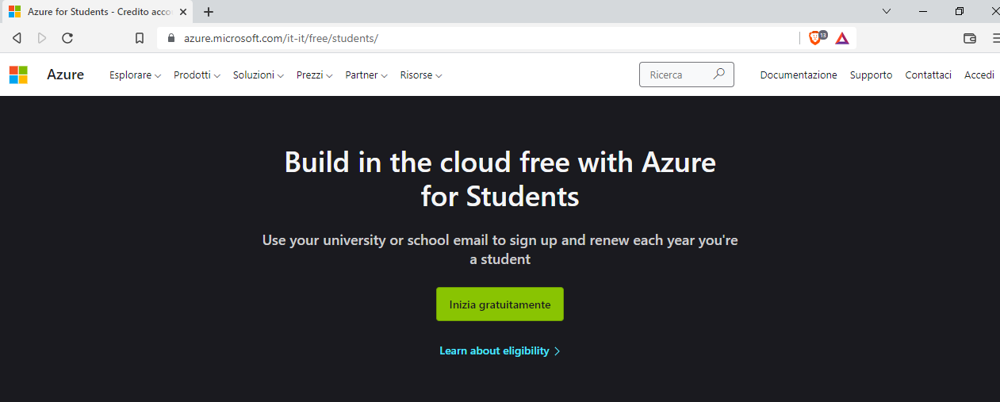 Azure for Students - Credito acco
azure.microsoft.com/it-it/free/students/
13
Azure
Esplorare
Prodotti
Soluzioni
Prezzi
Partner
Risorse
Ricerca
Documentazione
Supporto
Contattaci
Accedi
Build in the cloud free with Azure
for Students
Use your university or school email to sign up and renew each year you're
a student
Inizia gratuitamente
Learn about eligibility